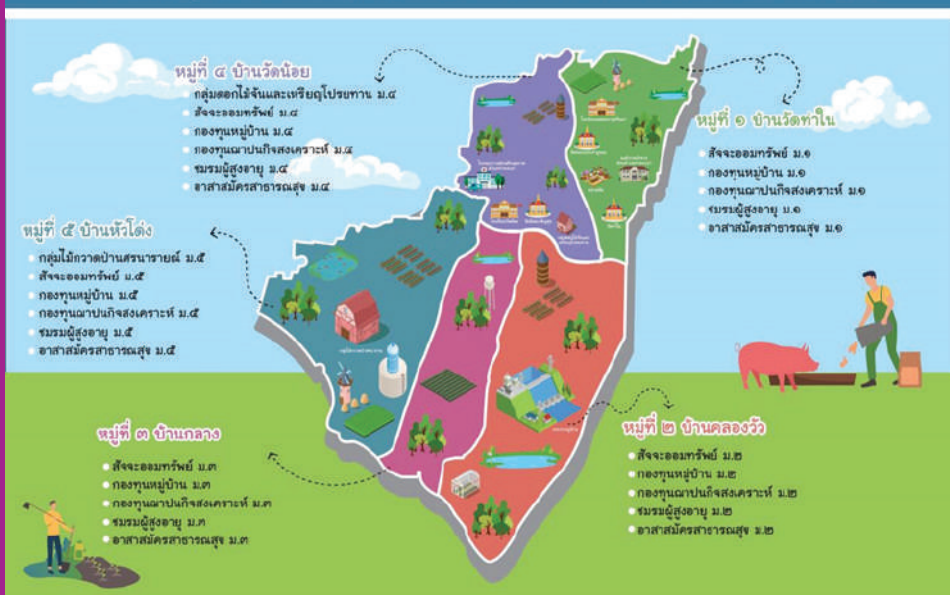 หมู่ที่ ๔ บ้านวัดน้อย
กลุ่มดอกไม้จันและเหรียญโปรยทาน ม.๔
สัจจะออมทรัพย์ ม.๔
กองทุนหมู่บ้าน ม.๔
กองทุนฌาปนกิจสงเคราะห์ ม.๔
ชมรมผู้สูงอายุ ม.๔
อาสาสมัครสาธารณสุข ม.๔
หมู่ที่ ๑ บ้านวัดท่าใน
สัจจะออมทรัพย์ ม.๑
กองทุนหมู่บ้าน ม.๑
กองทุนฌาปนกิจสงเคราะห์ ม.๑
ชมรมผู้สูงอายุ ม.๑
อาสาสมัครสาธารณสุข ม.๑
หมู่ที่ ๕ บ้านหัวโด่ง
กลุ่มไม้กวาดป่านศรนารายณ์ ม.๕
สัจจะออมทรัพย์ ม.๕
กองทุนหมู่บ้าน ม.๕
กองทุนฌาปนกิจสงเคราะห์ ม.๕
ชมรมผู้สูงอายุ ม.๕
อาสาสมัครสาธารณสุข ม.๕
หมู่ที่ ๓ บ้านกลาง
สัจจะออมทรัพย์ ม.๓
กองทุนหมู่บ้าน ม.๓
กองทุนฌาปนกิจสงเคราะห์ ม.๓
ชมรมผู้สูงอายุ ม.๓
อาสาสมัครสาธารณสุข ม.๓
หมู่ที่ ๒ บ้านคลองวัว
สัจจะออมทรัพย์ ม.๒
กองทุนหมู่บ้าน ม.๒
กองทุนฌาปนกิจสงเคราะห์ ม.๒
ชมรมผู้สูงอายุ ม.๒
อาสาสมัครสาธารณสุข ม.๒